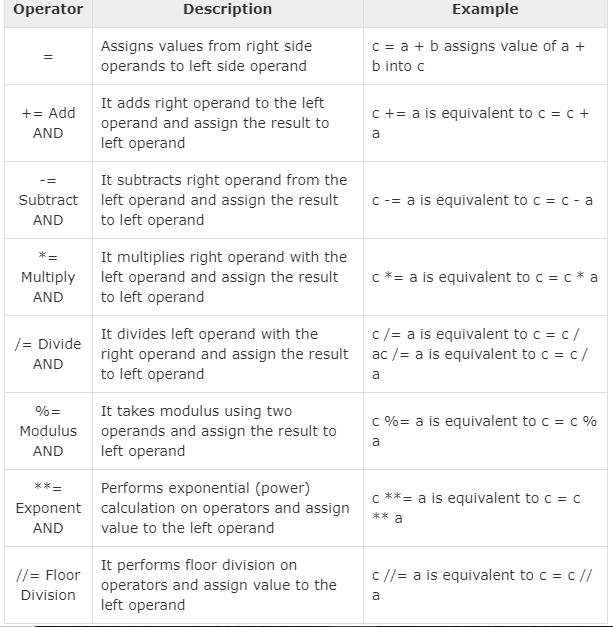 Operator Description Example
=
Assigns values from right side
operands to left side operand
c = a + b assigns value of a +
b into c
+= Add
AND
It adds right operand to the left
operand and assign the result to
left operand
c += a is equivalent to c = c +
a
-=
Subtract
AND
It subtracts right operand from the
left operand and assign the result
to left operand
c -= a is equivalent to c = c - a
*=
Multiply
AND
It multiplies right operand with the
left operand and assign the result
to left operand
c *= a is equivalent to c = c * a
/= Divide
AND
It divides left operand with the
right operand and assign the result
to left operand
c /= a is equivalent to c = c /
ac /= a is equivalent to c = c /
a
%=
Modulus
AND
It takes modulus using two
operands and assign the result to
left operand
c %= a is equivalent to c = c %
a
**=
Exponent
AND
Performs exponential (power)
calculation on operators and assign
value to the left operand
c **= a is equivalent to c = c
** a
//= Floor
Division
It performs floor division on
operators and assign value to the
left operand
c //= a is equivalent to c = c //
a